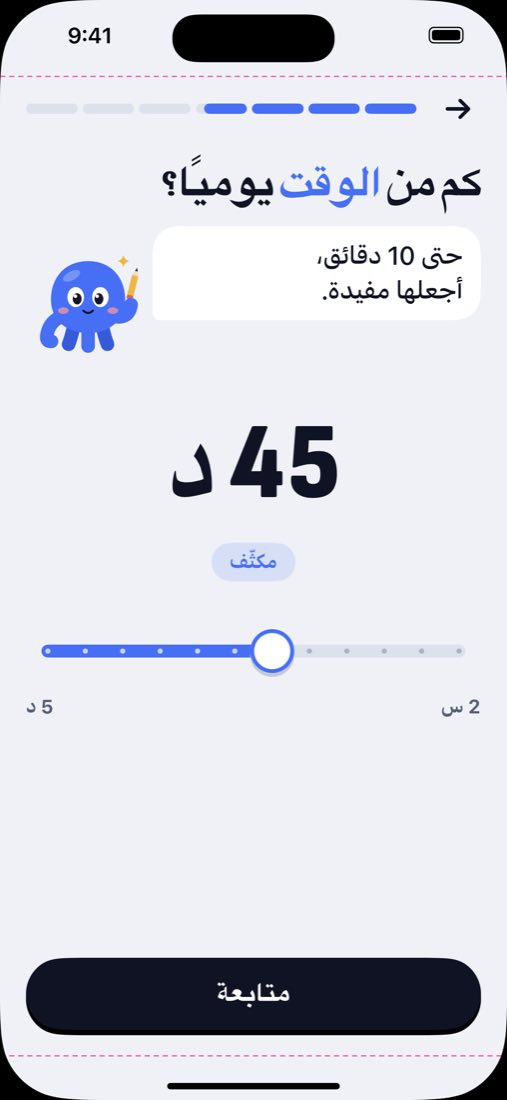 9:41
كم من الوقت يوميًا؟
حتى 10 دقائق،
أجعلها مفيدة.
45 د
مكثّف
2 س
5 د
متابعة